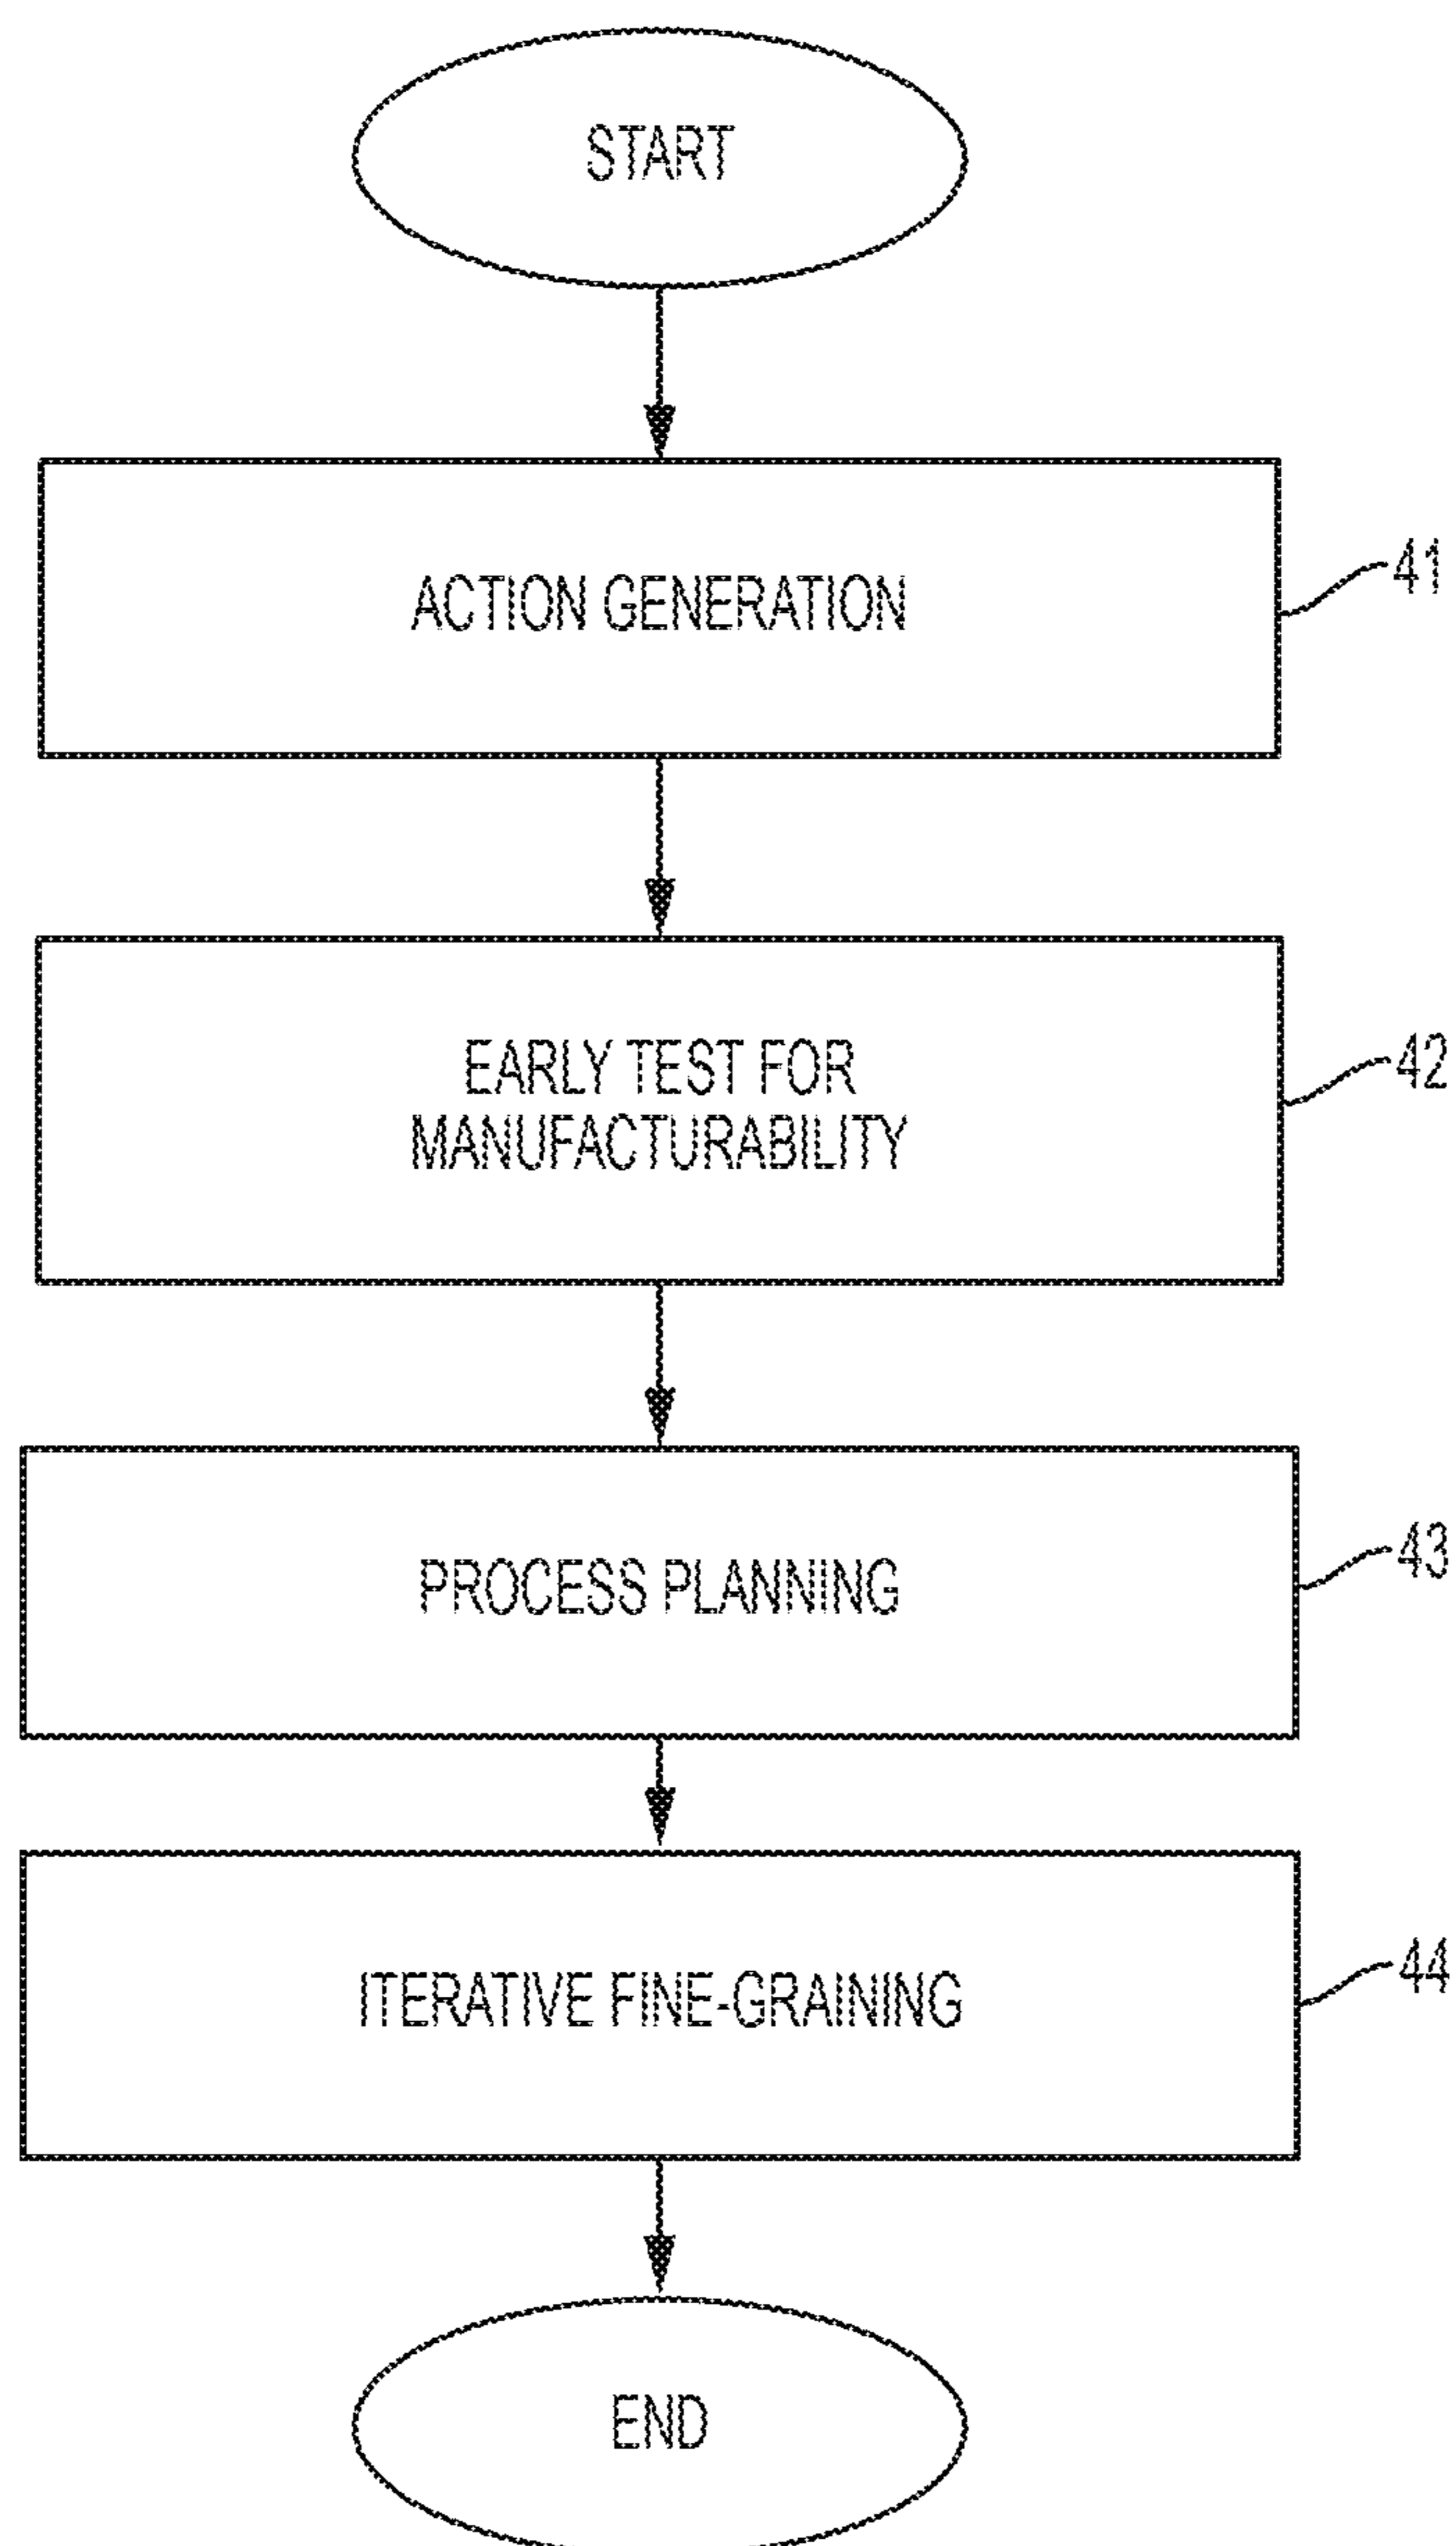 START
ACTION GENERATION
41
EARLY TEST FOR
MANUFACTURABILITY
42
PROCESS PLANNING
43
ITERATIVE FINE-GRAINING
44
END